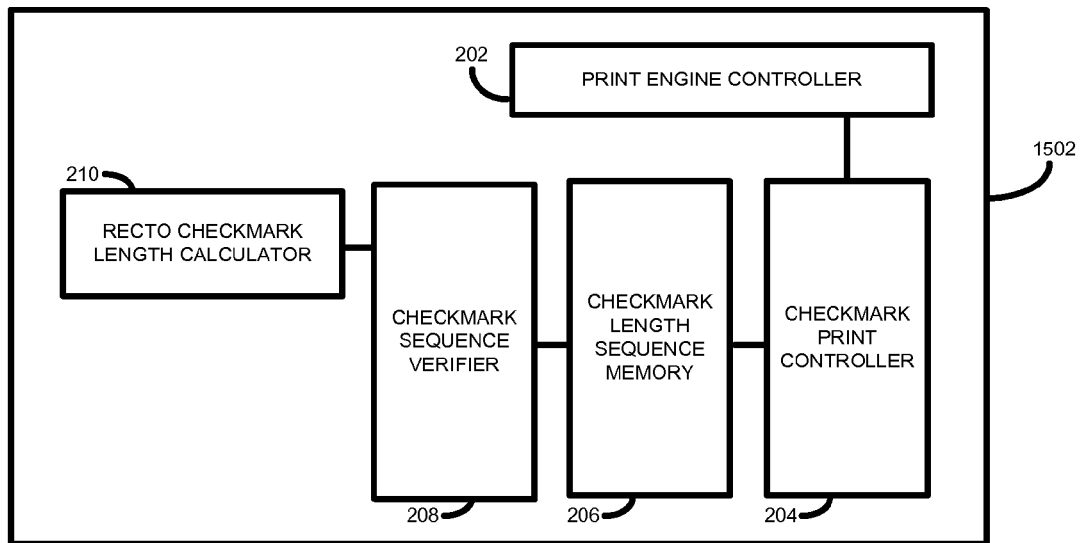 202
PRINT ENGINE CONTROLLER
1502
210
RECTO CHECKMARK
LENGTH CALCULATOR
CHECKMARK
SEQUENCE
VERIFIER
CHECKMARK
LENGTH
SEQUENCE
MEMORY
CHECKMARK
PRINT
CONTROLLER
208
206
204